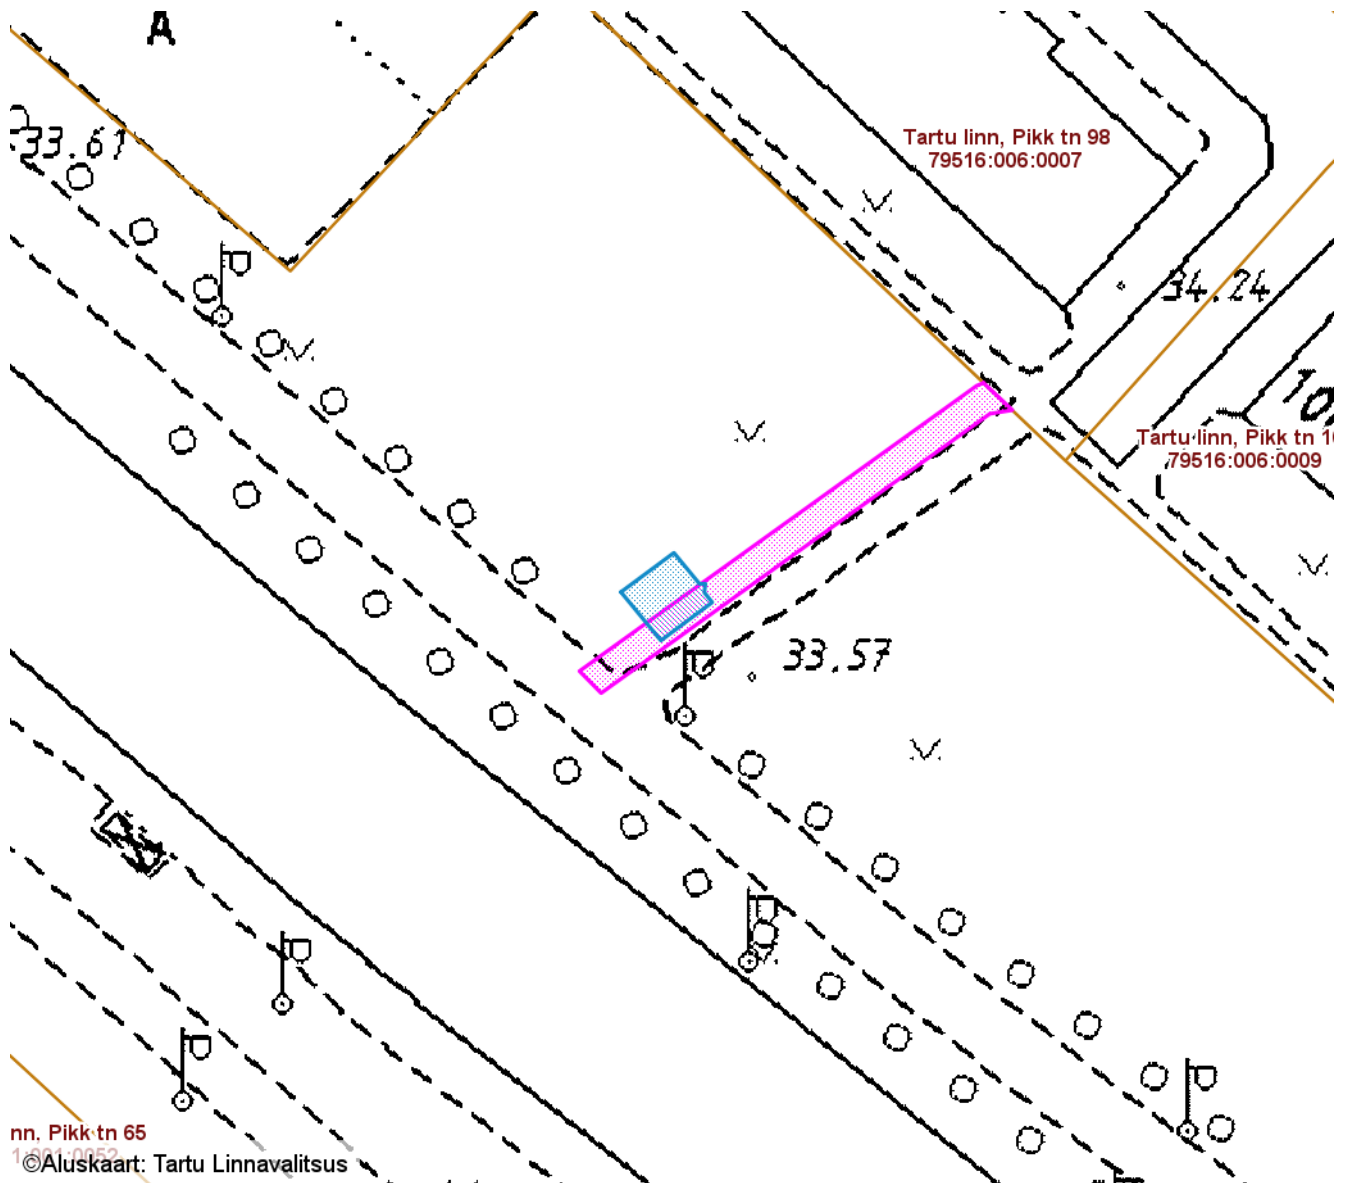 A
33.61
Tartu linn, Pikk tn 98
79516:006:0007
34.24
Tartu linn, Pikk tn
79516:006:0009
33.57
nn, Pikk tn 65
©Aluskaart: Tartu Linnavalitsus